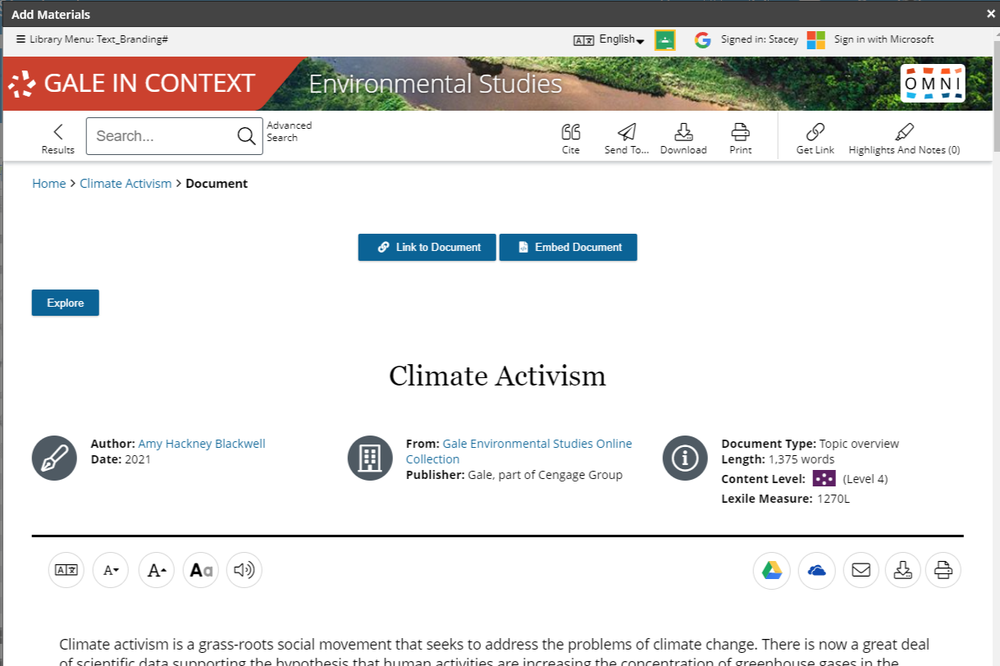 Add Materials
×
Library Menu: Text_Branding#
English
Signed in: Stacey
Sign in with Microsoft
GALE IN CONTEXT
Environmental Studies
OMNI
Results
Search...
Advanced
Search
Cite
Send To...
Download
Print
Get Link
Highlights And Notes (0)
Home > Climate Activism > Document
Link to Document
Embed Document
Explore
Climate Activism
Author: Amy Hackney Blackwell
Date: 2021
From: Gale Environmental Studies Online
Collection
Publisher: Gale, part of Cengage Group
Document Type: Topic overview
Length: 1,375 words
Content Level: (Level 4)
Lexile Measure: 1270L
A
A
Aa
Climate activism is a grass-roots social movement that seeks to address the problems of climate change. There is now a great deal
of scientific data supporting the hypothesis that human activities are increasing the concentration of greenhouse gases in the